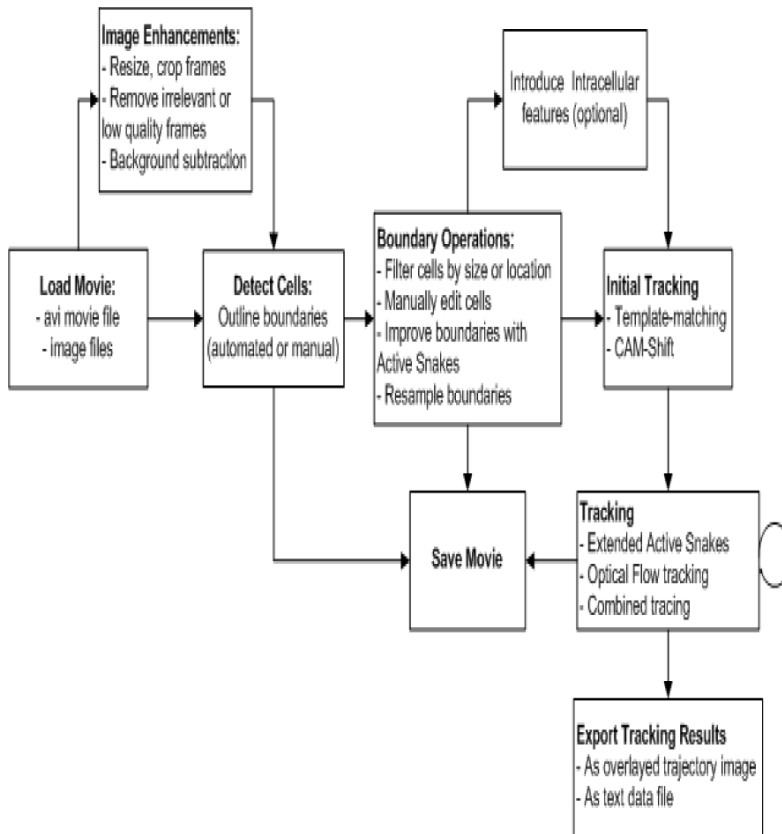 Image Enhancements:
- Resize, crop frames
- Remove irrelevant or
low quality frames
- Background subtraction
Introduce Intracellular
features (optional)
Load Movie:
- avi movie file
- image files
Detect Cells:
Outline boundaries
(automated or manual)
Boundary Operations:
- Filter cells by size or location
- Manually edit cells
- Improve boundaries with
Active Snakes
- Resample boundaries
Initial Tracking
- Template-matching
- CAM-Shift
Save Movie
Tracking
- Extended Active Snakes
- Optical Flow tracking
- Combined tracing
Export Tracking Results
- As overlayed trajectory image
- As text data file